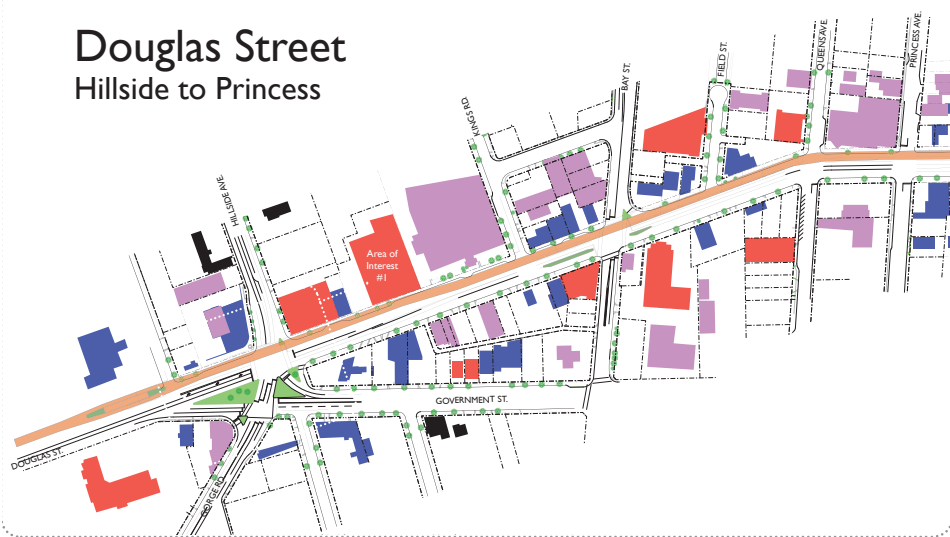 Douglas Street
Hillside to Princess
HILLSIDE AVE.
KINGS RD.
BAY ST.
FIELD ST.
QUEENS AVE.
PRINCESS AVE.
Area of
Interest
#1
GOVERNMENT ST.
DOUGLAS ST.
GORGE RD.